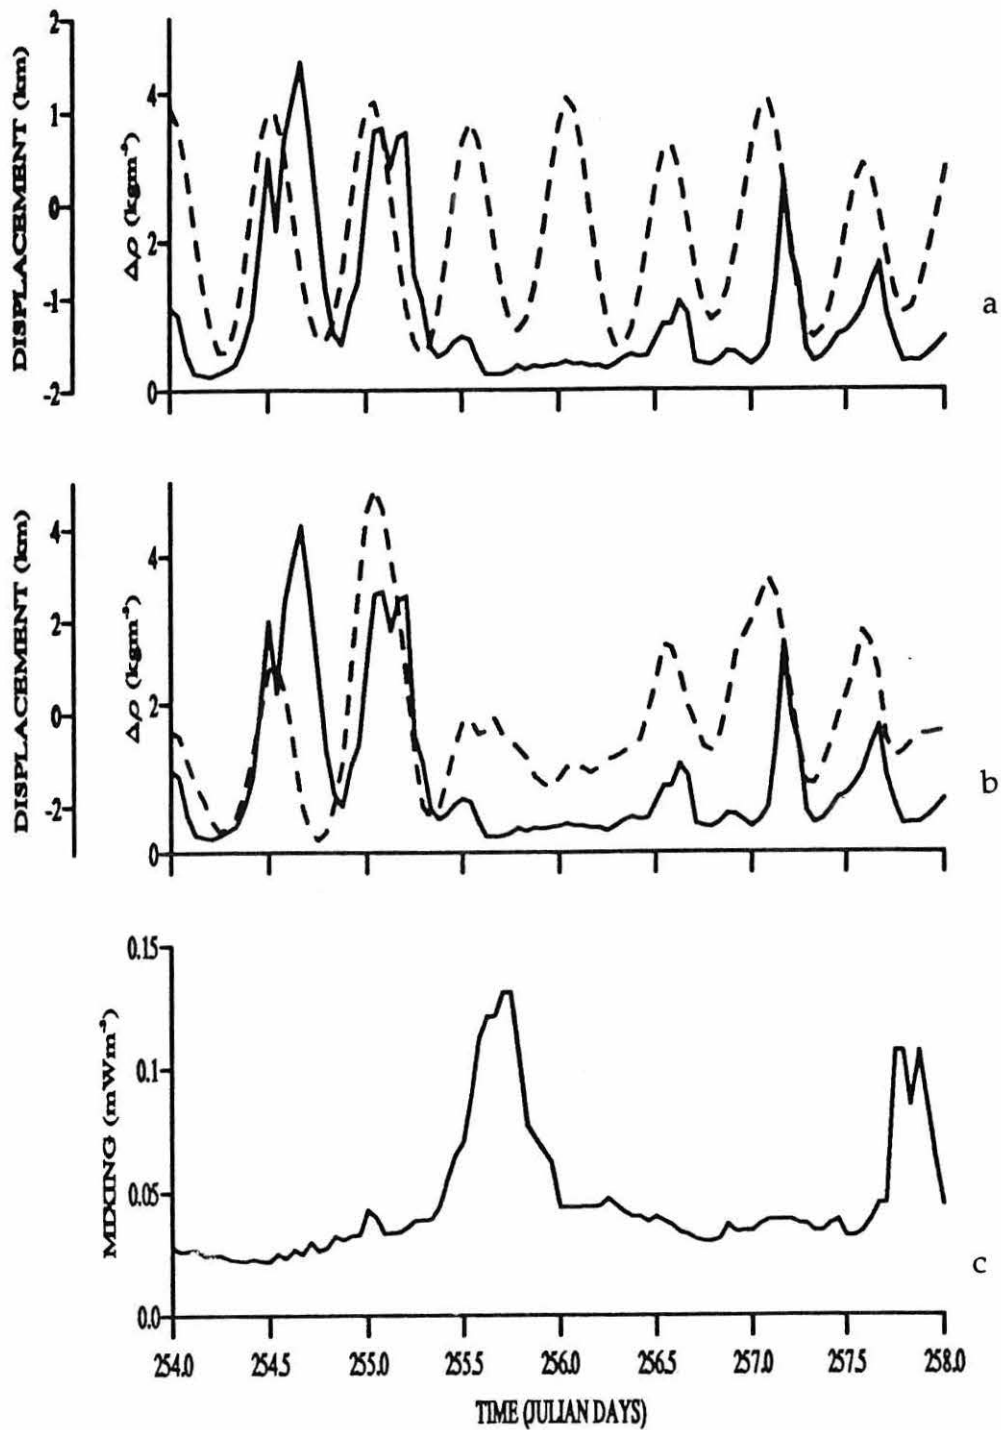 DISPLACEMENT (km)
2
1
0
-1
-2
Δρ (kgm⁻³)
4
2
0
a
DISPLACEMENT (km)
4
2
0
-2
Δρ (kgm⁻³)
4
2
0
b
MIXING (mWm⁻³)
0.15
0.1
0.05
0.0
c
254.0 254.5 255.0 255.5 256.0 256.5 257.0 257.5 258.0
TIME (JULIAN DAYS)